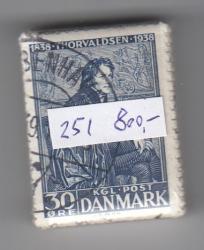 1838 · THORVALDSEN · 1938
251 800,-
KGL · POST
30 DANMARK
ØRE